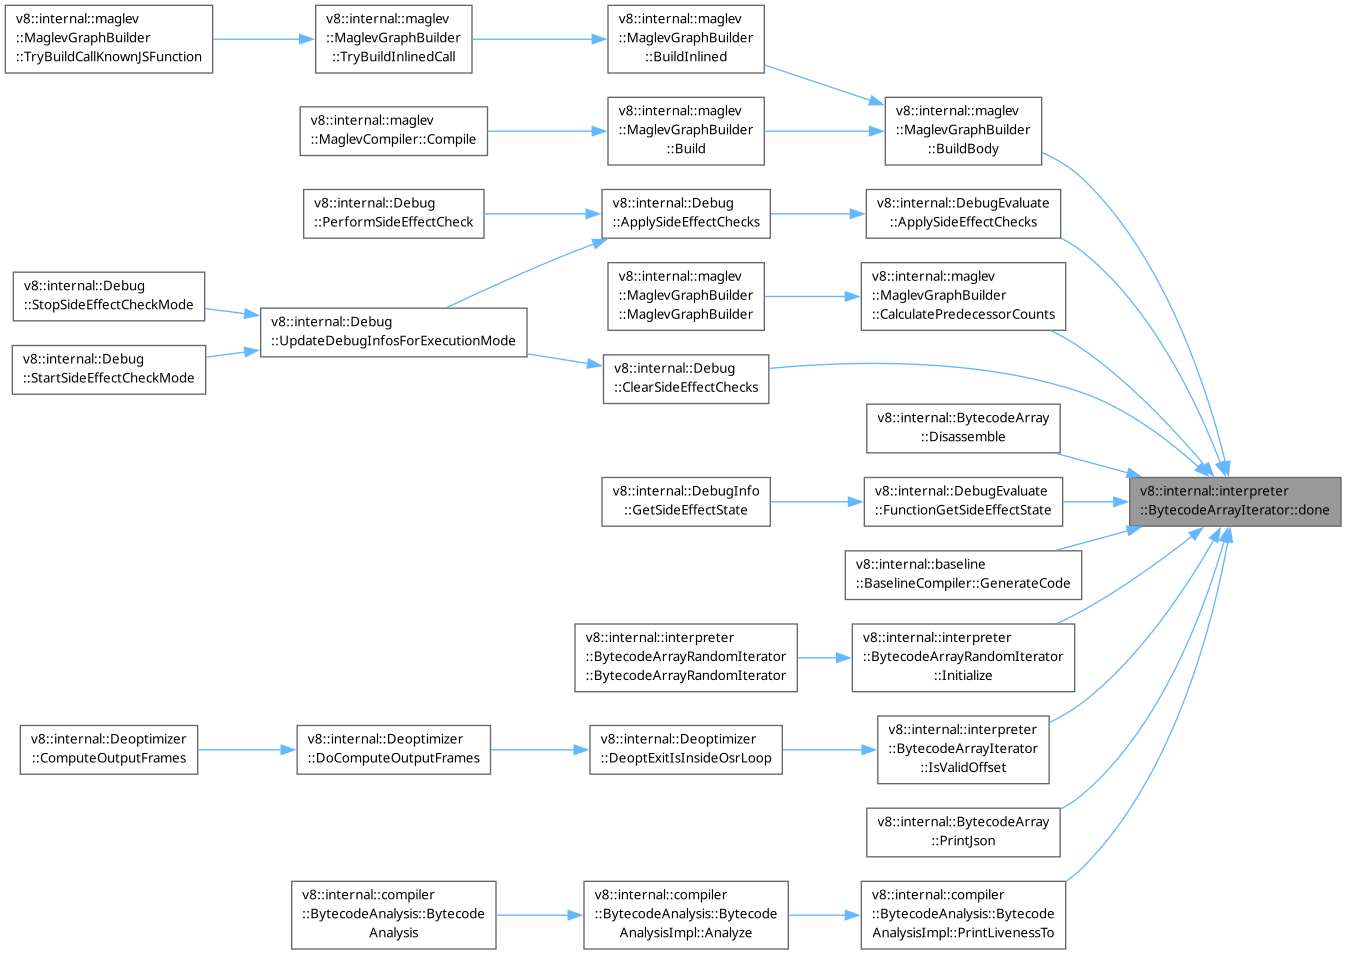 v8::internal::maglev
::MaglevGraphBuilder
::TryBuildCallKnownJSFunction
v8::internal::maglev
::MaglevGraphBuilder
::TryBuildInlinedCall
v8::internal::maglev
::MaglevGraphBuilder
::BuildInlined
v8::internal::maglev
::MaglevCompiler::Compile
v8::internal::maglev
::MaglevGraphBuilder
::Build
v8::internal::maglev
::MaglevGraphBuilder
::BuildBody
v8::internal::Debug
::PerformSideEffectCheck
v8::internal::Debug
::ApplySideEffectChecks
v8::internal::DebugEvaluate
::ApplySideEffectChecks
v8::internal::Debug
::StopSideEffectCheckMode
v8::internal::maglev
::MaglevGraphBuilder
::MaglevGraphBuilder
v8::internal::maglev
::MaglevGraphBuilder
::CalculatePredecessorCounts
v8::internal::Debug
::UpdateDebugInfosForExecutionMode
v8::internal::Debug
::StartSideEffectCheckMode
v8::internal::Debug
::ClearSideEffectChecks
v8::internal::BytecodeArray
::Disassemble
v8::internal::DebugInfo
::GetSideEffectState
v8::internal::DebugEvaluate
::FunctionGetSideEffectState
v8::internal::interpreter
::BytecodeArrayIterator::done
v8::internal::baseline
::BaselineCompiler::GenerateCode
v8::internal::interpreter
::BytecodeArrayRandomIterator
::BytecodeArrayRandomIterator
v8::internal::interpreter
::BytecodeArrayRandomIterator
::Initialize
v8::internal::Deoptimizer
::ComputeOutputFrames
v8::internal::Deoptimizer
::DoComputeOutputFrames
v8::internal::Deoptimizer
::DeoptExitIsInsideOsrLoop
v8::internal::interpreter
::BytecodeArrayIterator
::IsValidOffset
v8::internal::BytecodeArray
::PrintJson
v8::internal::compiler
::BytecodeAnalysis::Bytecode
Analysis
v8::internal::compiler
::BytecodeAnalysis::Bytecode
AnalysisImpl::Analyze
v8::internal::compiler
::BytecodeAnalysis::Bytecode
AnalysisImpl::PrintLivenessTo